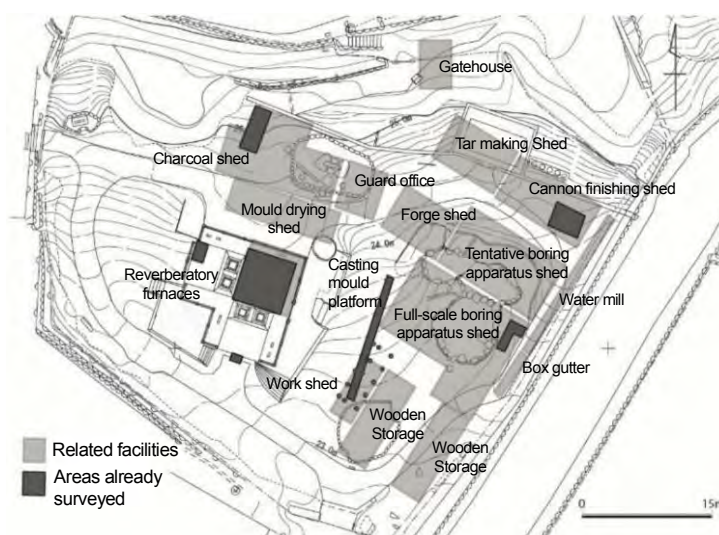 Gatehouse
Tar making Shed
Charcoal shed
Guard office
Cannon finishing shed
Mould drying
shed
Forge shed
24.0m
Tentative boring
apparatus shed
Reverberatory
furnaces
Casting
mould
platform
Water mill
Full-scale boring
apparatus shed
Box gutter
Work shed
Wooden
Storage
Wooden
Storage
Related facilities
Areas already
surveyed
0 15m